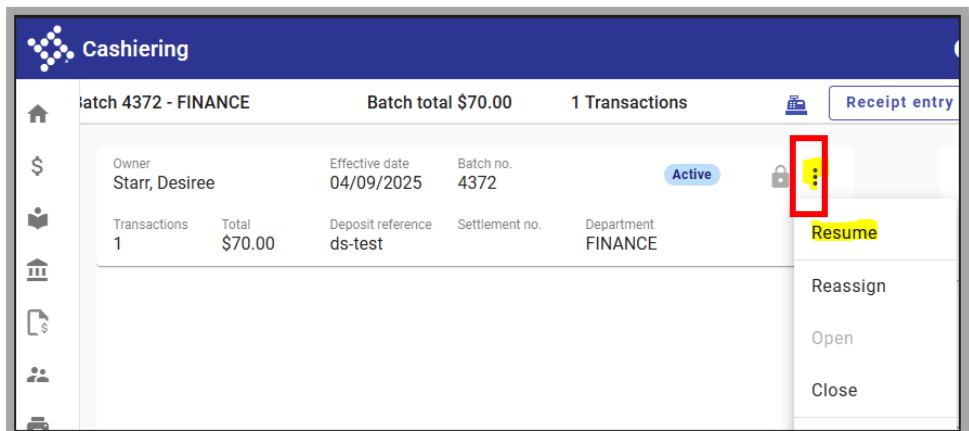 Cashiering
Batch 4372 - FINANCE Batch total $70.00 1 Transactions Receipt entry
Owner Effective date Batch no.
Starr, Desiree 04/09/2025 4372 Active
Transactions Total Deposit reference Settlement no. Department
1 $70.00 ds-test FINANCE
Resume
Reassign
Open
Close